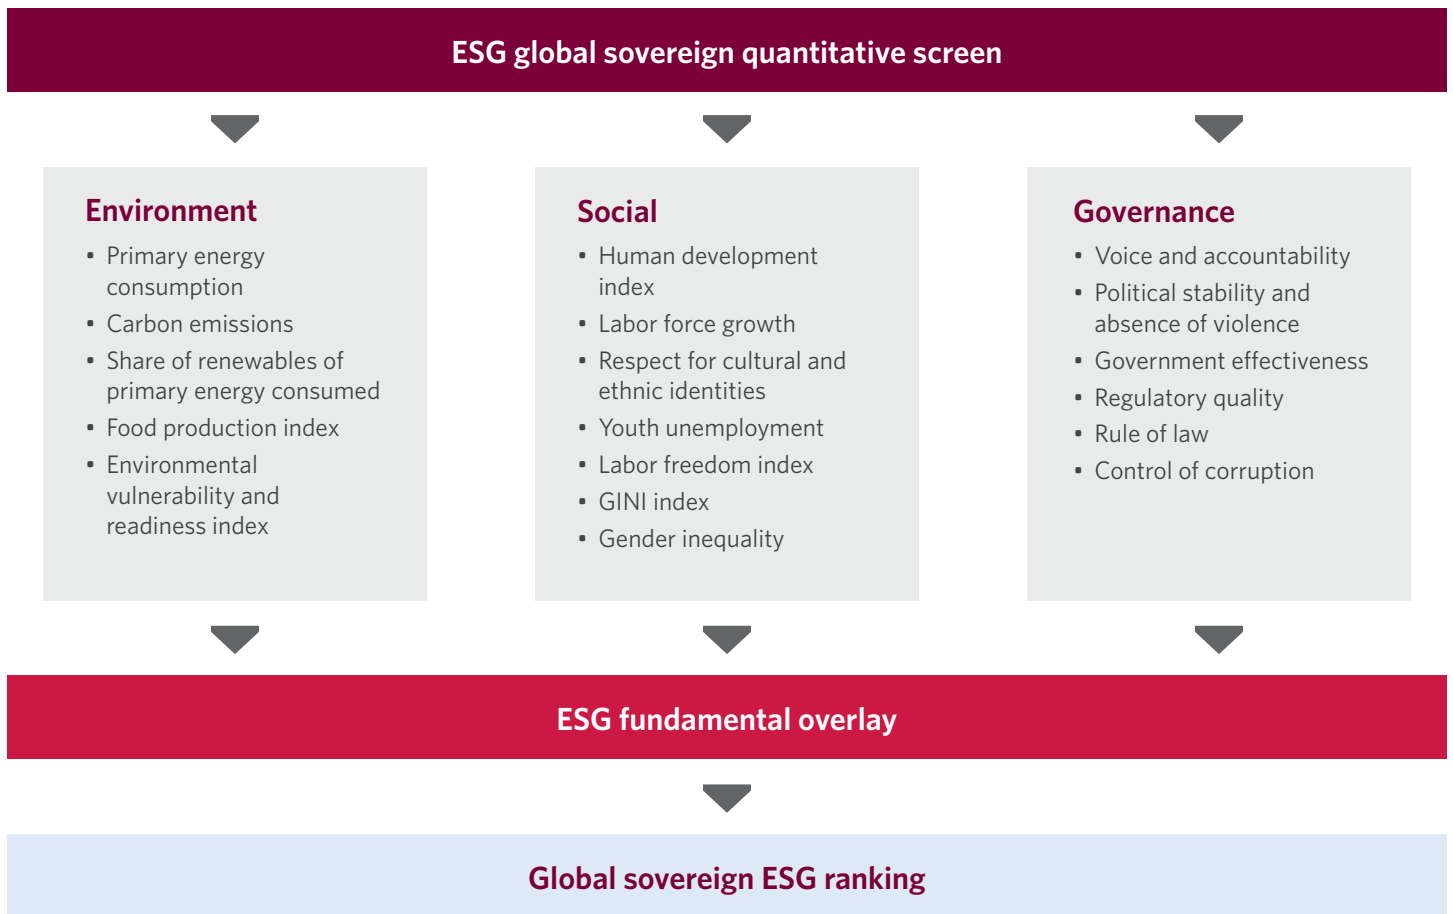 ESG global sovereign quantitative screen
Environment
• Primary energy
consumption
• Carbon emissions
• Share of renewables of
primary energy consumed
• Food production index
• Environmental
vulnerability and
readiness index
Social
• Human development
index
• Labor force growth
• Respect for cultural and
ethnic identities
• Youth unemployment
• Labor freedom index
• GINI index
• Gender inequality
Governance
• Voice and accountability
• Political stability and
absence of violence
• Government effectiveness
• Regulatory quality
• Rule of law
• Control of corruption
ESG fundamental overlay
Global sovereign ESG ranking